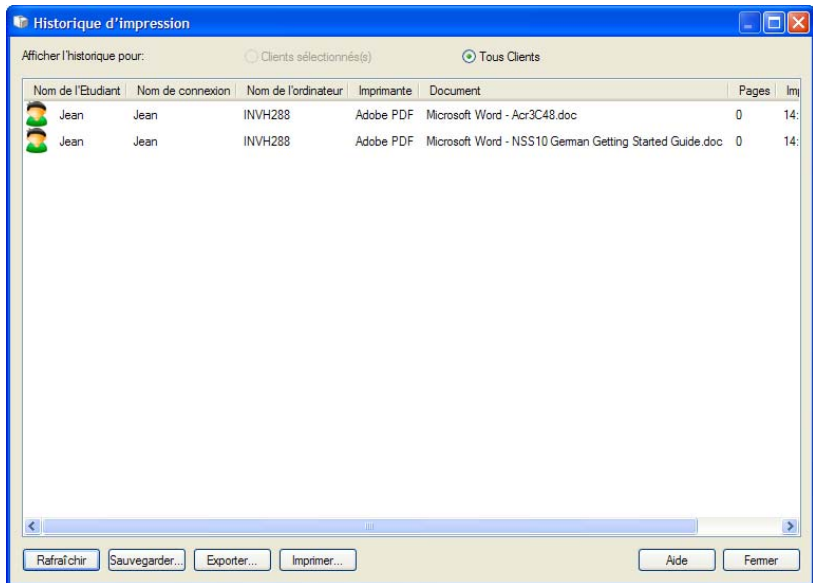 Historique d'impression
Afficher l'historique pour: Clients sélectionnés(s) Tous Clients
Nom de l'Etudiant Nom de connexion Nom de l'ordinateur Imprimante Document Pages
Jean Jean INVH288 Adobe PDF Microsoft Word - Acr3C48.doc 0 14:
Jean Jean INVH288 Adobe PDF Microsoft Word - NSS10 German Getting Started Guide.doc 0 14:
Rafraîchir Sauvegarder... Exporter... Imprimer... Aide Fermer